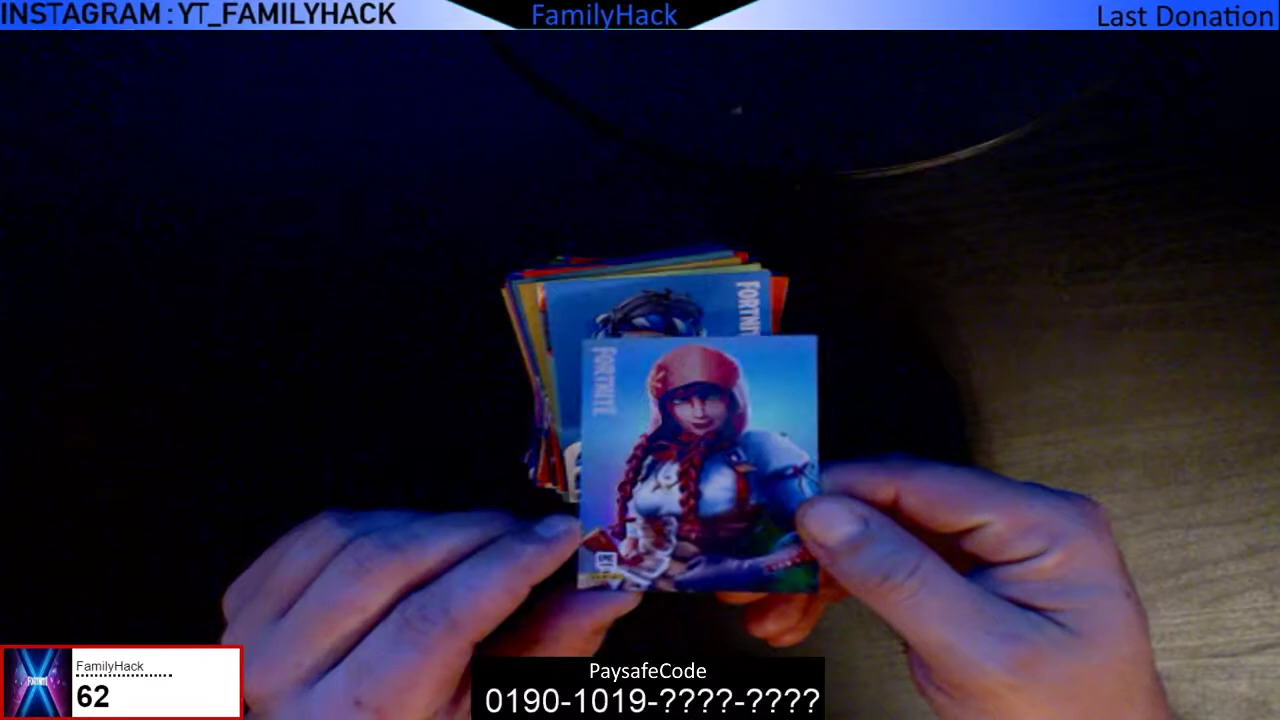 INSTAGRAM : YT_FAMILYHACK
FamilyHack
Last Donation
FORTNITE
FORTNITE
FamilyHack
62
PaysafeCode
0190-1019-????-????